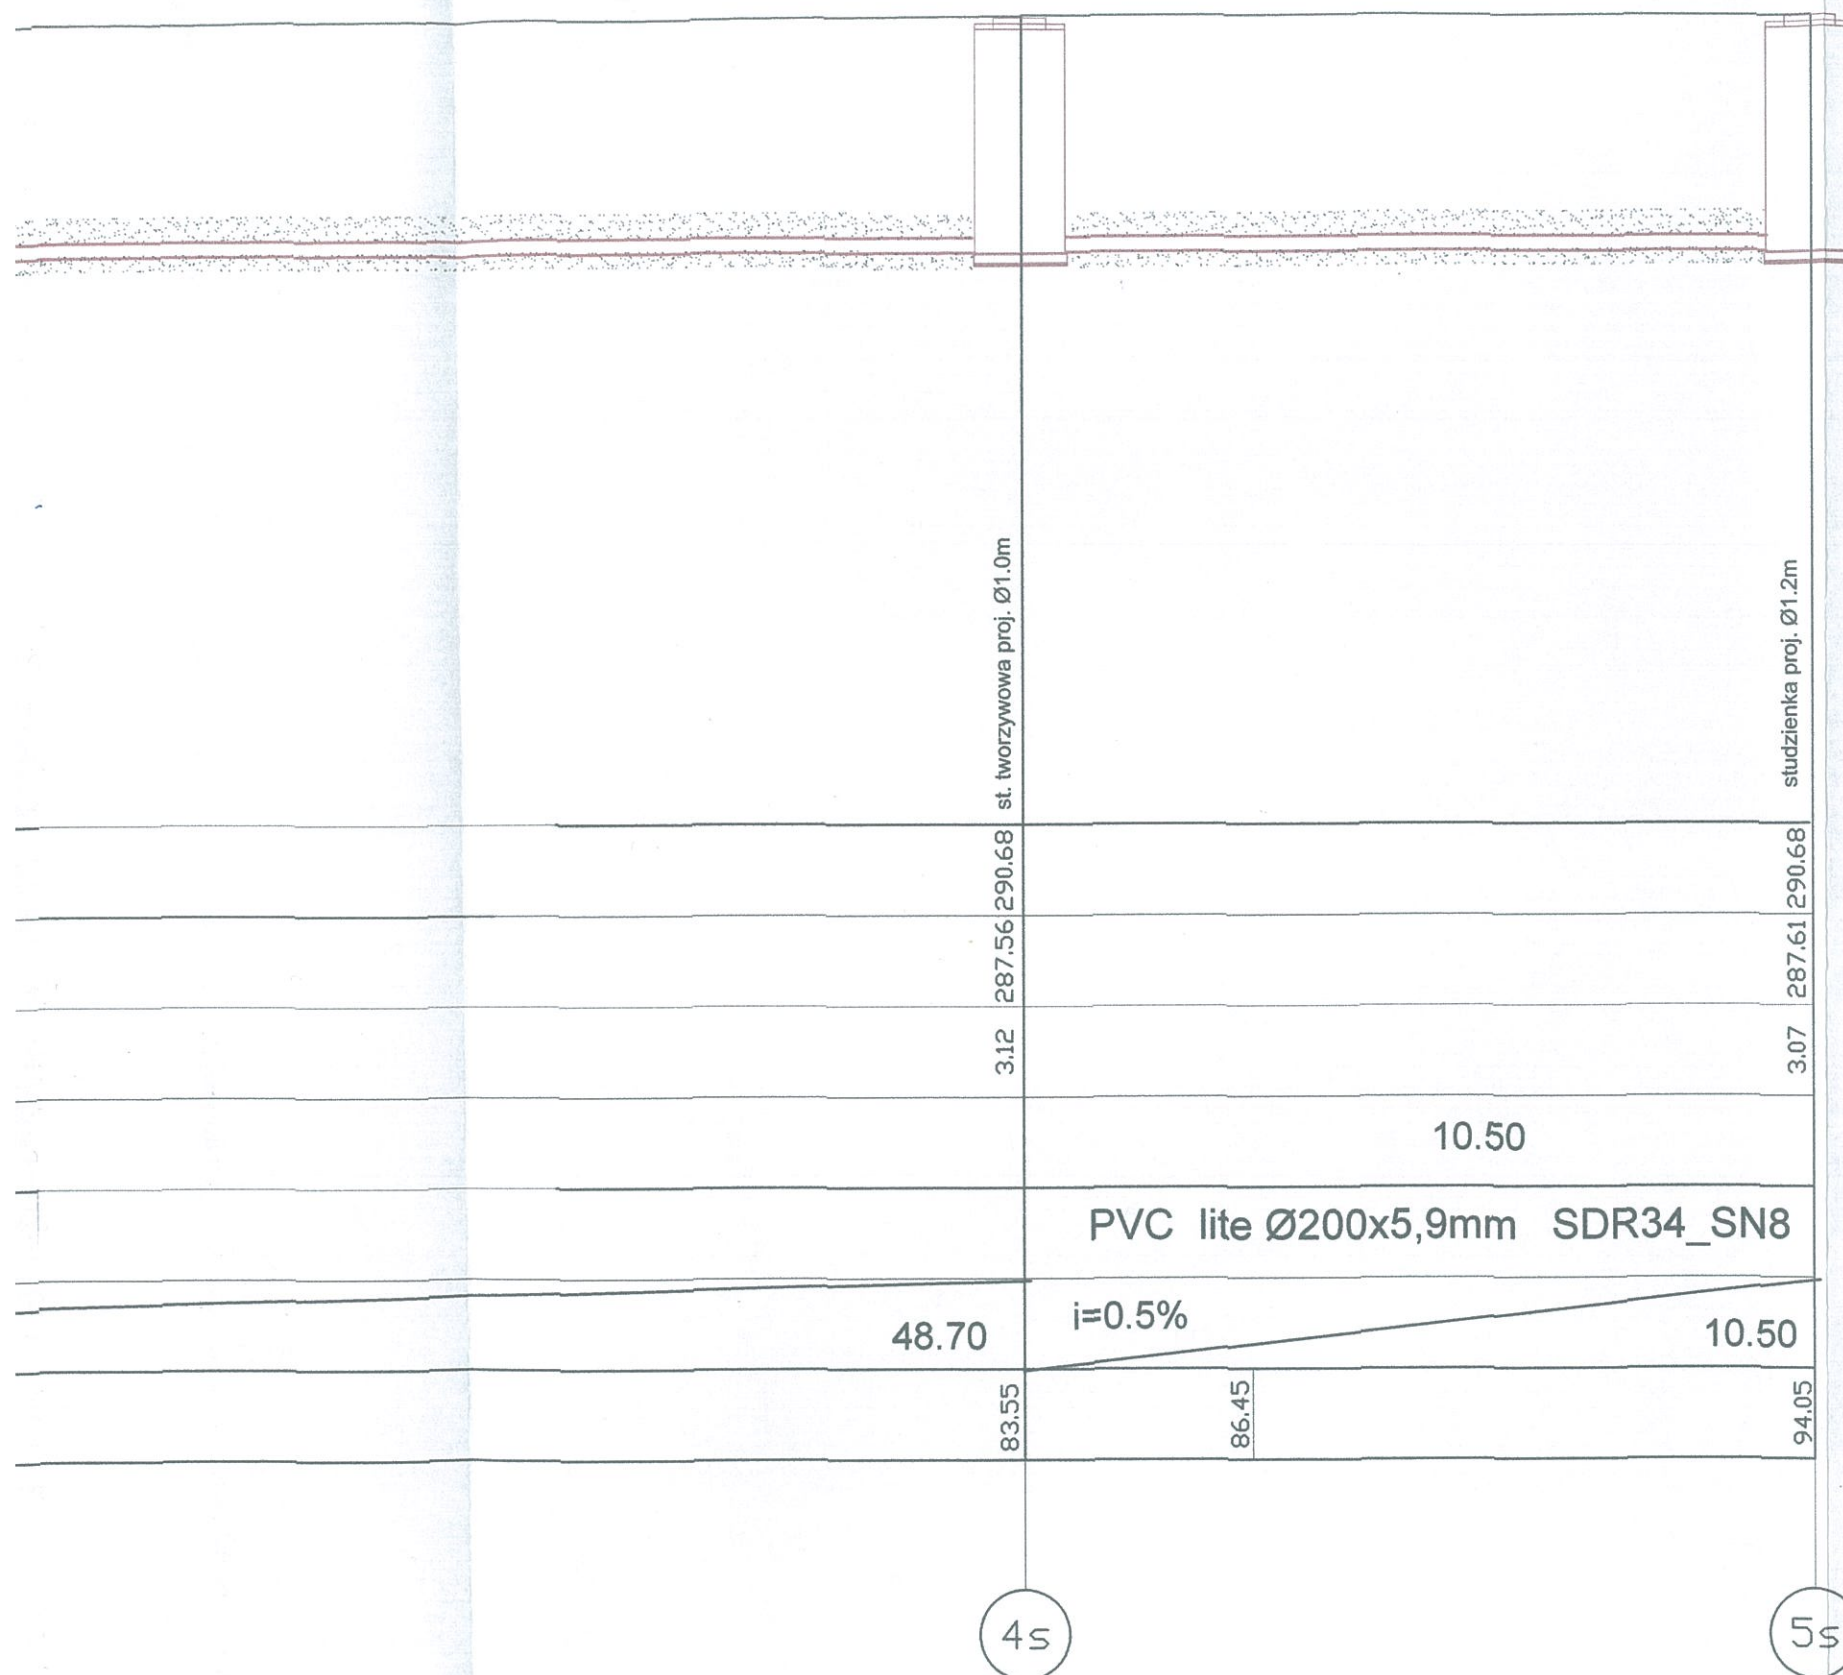 st. tworzywowa proj. Ø1.0m
studzienka proj. Ø1.2m
290.68
290.68
287.56
287.61
3.12
3.07
10.50
PVC lite Ø200x5,9mm SDR34_SN8
48.70
i=0.5%
10.50
83.55
86.45
94.05
4s
5s